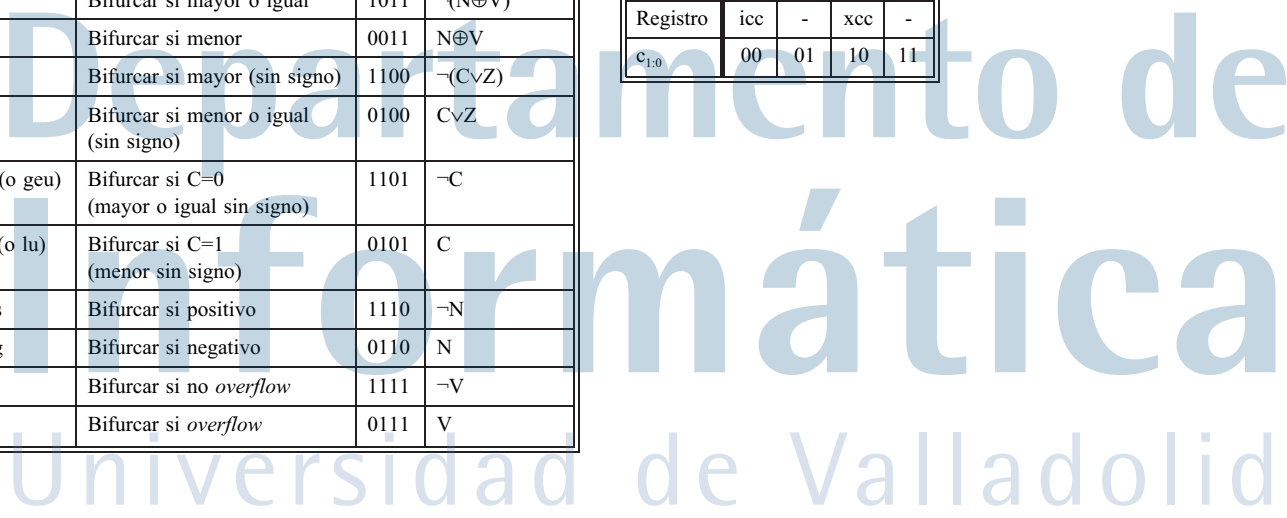 Bifurcar si mayor o igual 1011 ¬(N⊕V)
Bifurcar si menor 0011 N⊕V
Bifurcar si mayor (sin signo) 1100 ¬(C∨Z)
Bifurcar si menor o igual 0100 C∨Z
(sin signo)
(o geu) Bifurcar si C=0 1101 ¬C
(mayor o igual sin signo)
(o lu) Bifurcar si C=1 0101 C
(menor sin signo)
s Bifurcar si positivo 1110 ¬N
g Bifurcar si negativo 0110 N
Bifurcar si no overflow 1111 ¬V
Bifurcar si overflow 0111 V
Registro icc - xcc -
c1:0 00 01 10 11
Departamento de
Informática
Universidad de Valladolid